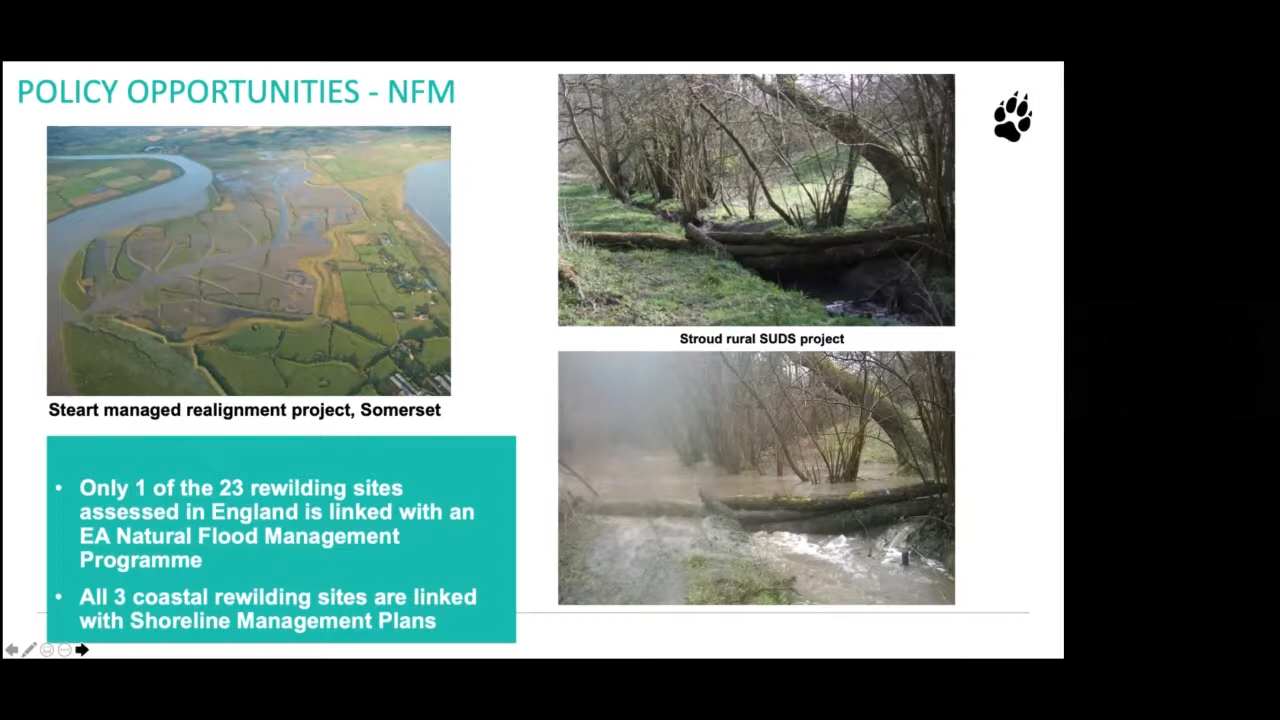 POLICY OPPORTUNITIES - NFM
Steart managed realignment project, Somerset
• Only 1 of the 23 rewilding sites
assessed in England is linked with an
EA Natural Flood Management
Programme
• All 3 coastal rewilding sites are linked
with Shoreline Management Plans
Stroud rural SUDS project